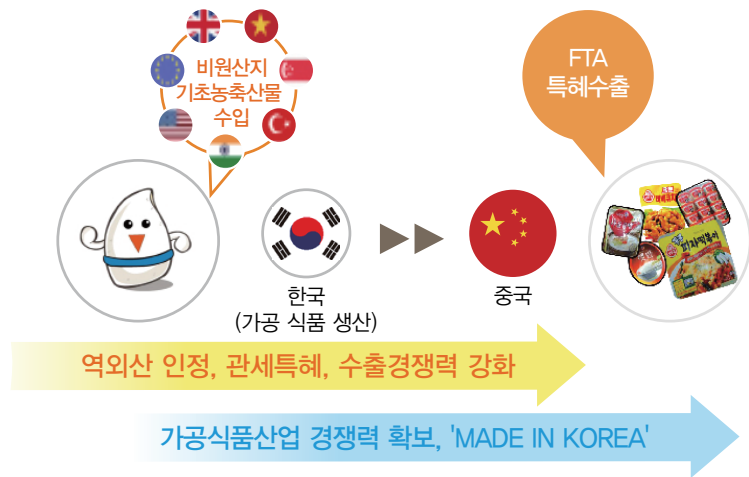 비원산지
기초농축산물
수입
FTA
특혜수출
한국
(가공 식품 생산)
중국
역외산 인정, 관세특혜, 수출경쟁력 강화
가공식품산업 경쟁력 확보, 'MADE IN KOREA'